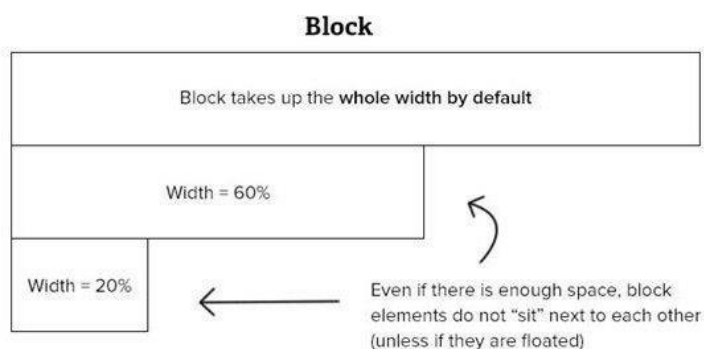 Block
Block takes up the whole width by default
Width = 60%
Width = 20%
Even if there is enough space, block
elements do not “sit” next to each other
(unless if they are floated)